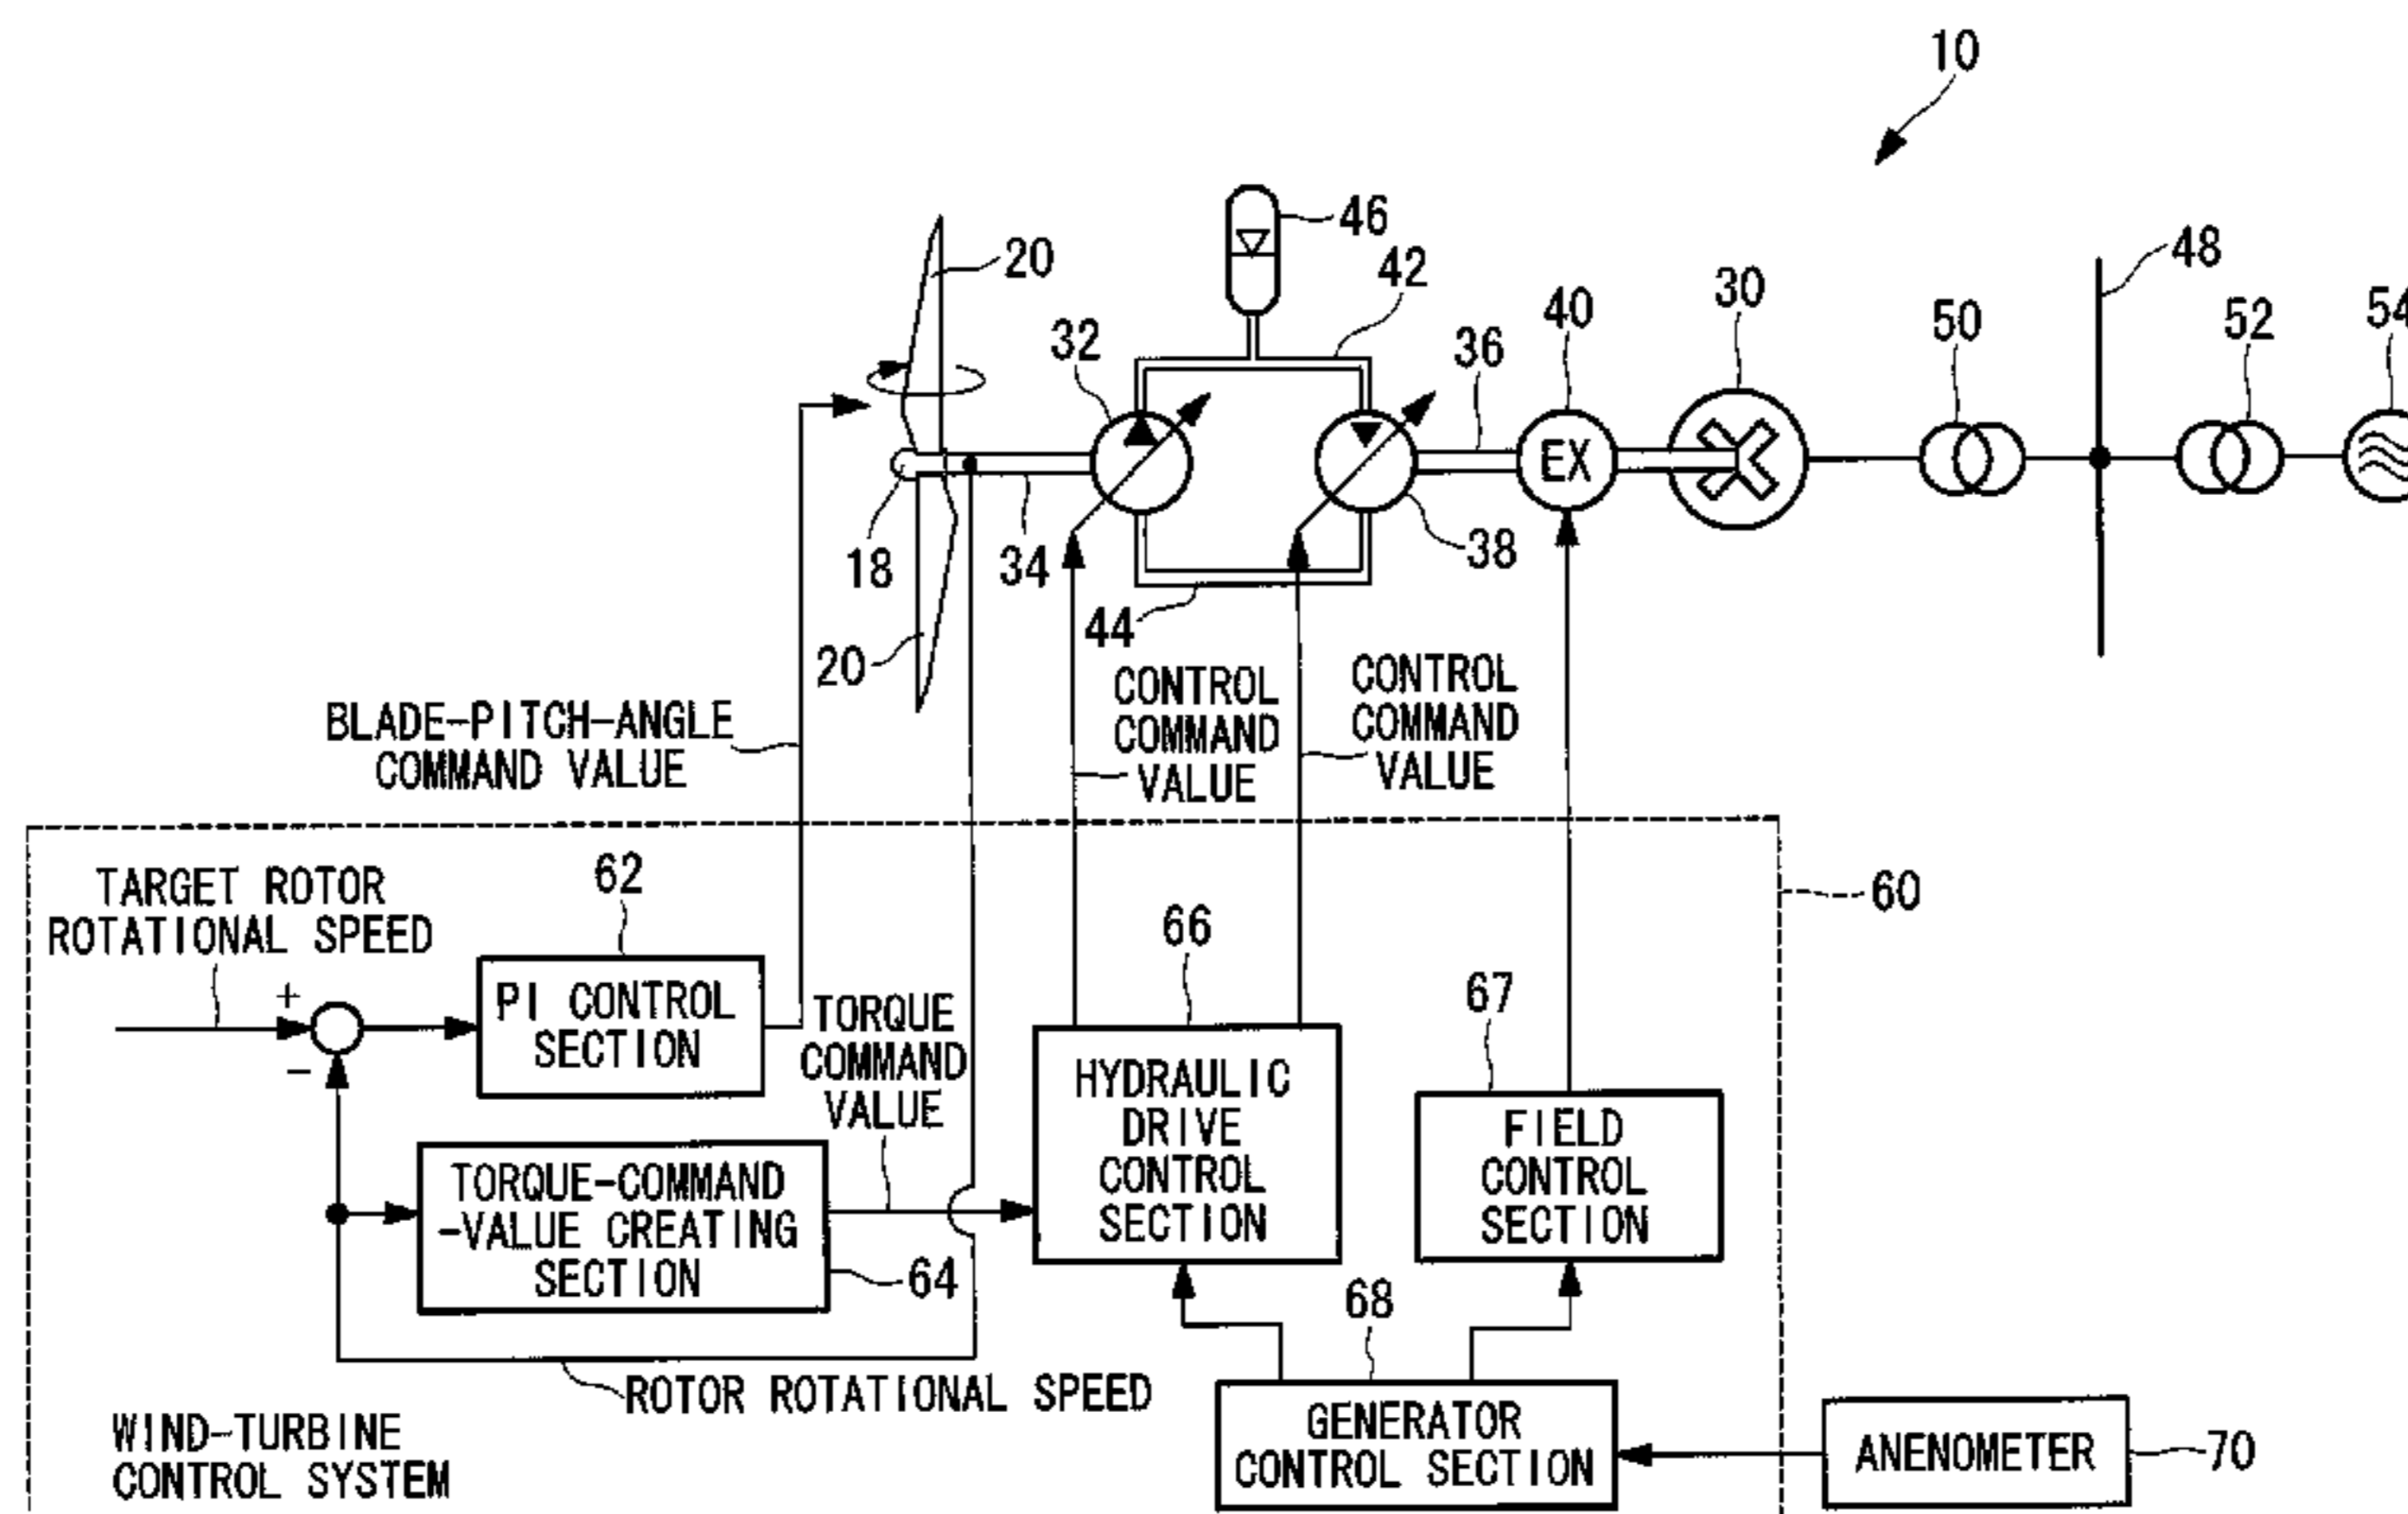 10
46
20
42
48
30
40
54
50
52
32
36
18
34
38
44
20
CONTROL
COMMAND
VALUE
CONTROL
COMMAND
VALUE
BLADE-PITCH-ANGLE
COMMAND VALUE
EX
TARGET ROTOR
ROTATIONAL SPEED
62
60
66
67
+
−
PI CONTROL
SECTION
TORQUE
COMMAND
VALUE
HYDRAULIC
DRIVE
CONTROL
SECTION
FIELD
CONTROL
SECTION
TORQUE-COMMAND
-VALUE CREATING
SECTION
64
68
ROTOR ROTATIONAL SPEED
WIND-TURBINE
CONTROL SYSTEM
GENERATOR
CONTROL SECTION
ANENOMETER
70